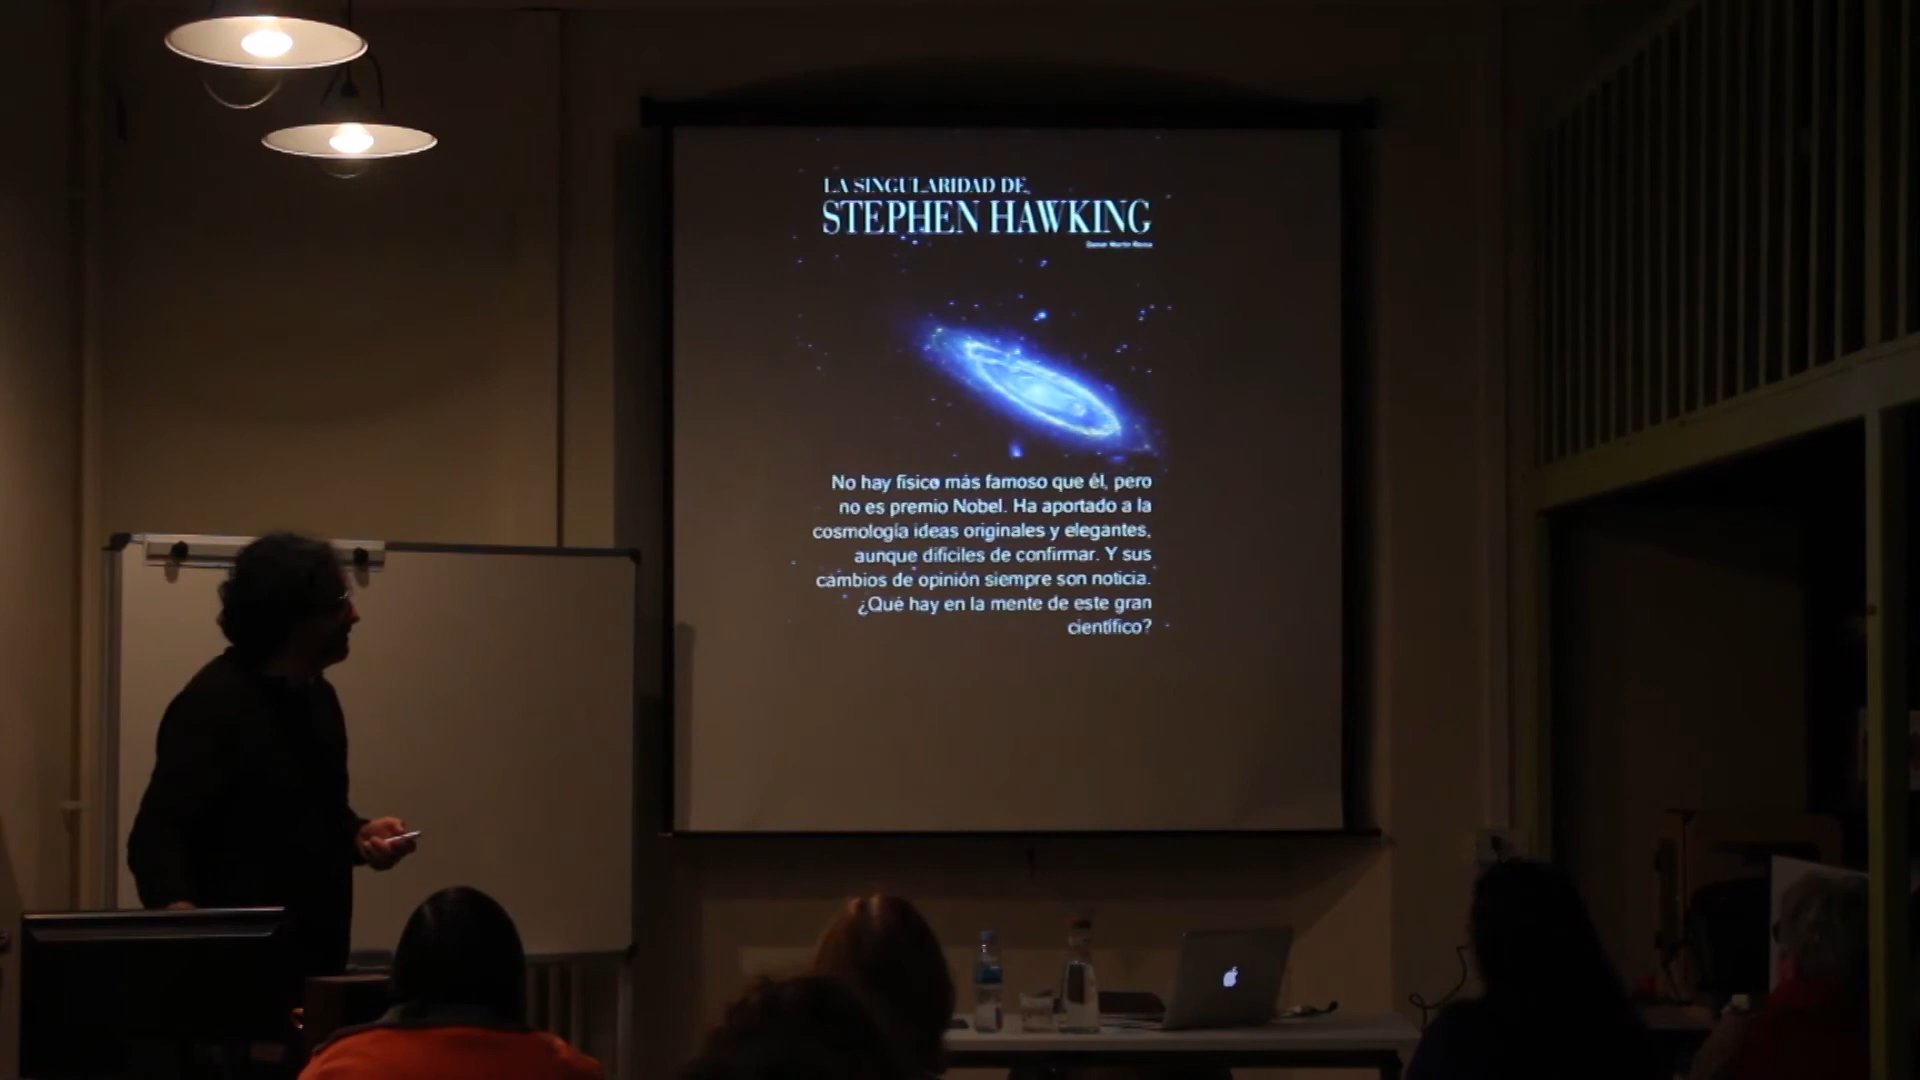 LA SINGULARIDAD DE
STEPHEN HAWKING
No hay físico más famoso que él, pero
no es premio Nobel. Ha aportado a la
cosmología ideas originales y elegantes,
aunque difíciles de confirmar. Y sus
cambios de opinión siempre son noticia.
¿Qué hay en la mente de este gran
científico?